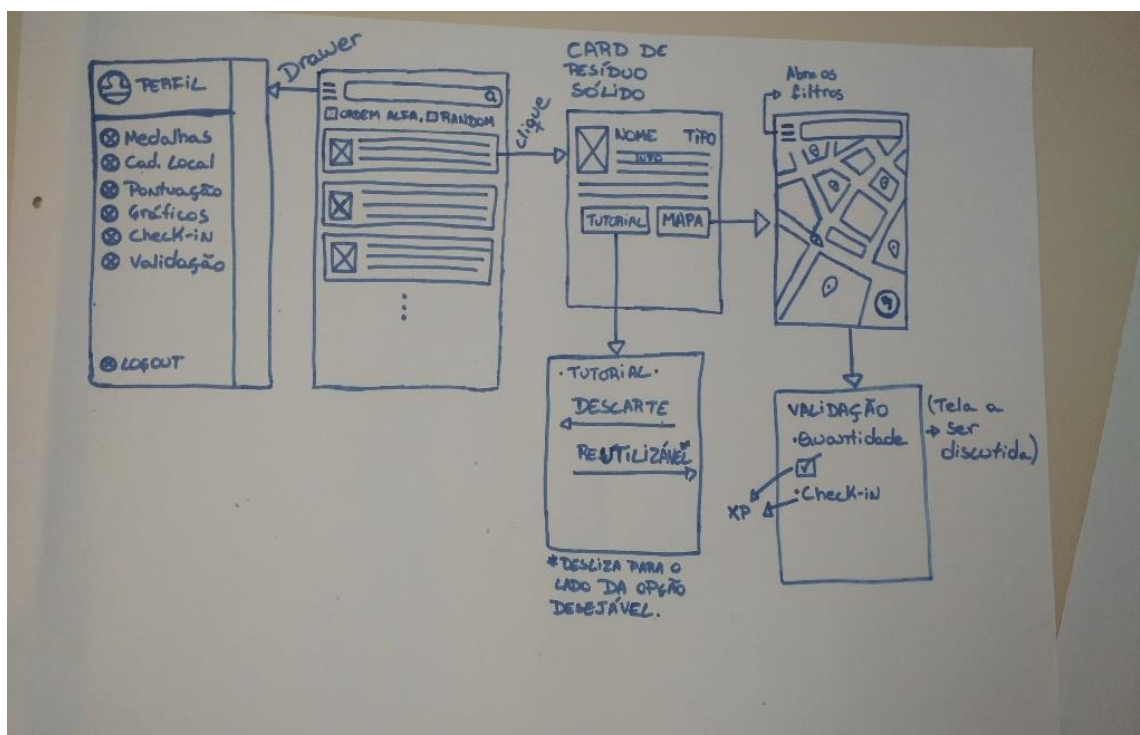 PERFIL
Medalhas
Cad. Local
Pontuação
Gráficos
Check-in
Validação
LOGOUT
Drawer
ORDEM ALFA. RANDOM
clique
CARD DE
RESÍDUO
SÓLIDO
NOME TIPO
INFO
TUTORIAL MAPA
Abre os
filtros
• TUTORIAL •
DESCARTE
REUTILIZÁVEL*
*DESLIZA PARA O
LADO DA OPÇÃO
DESEJÁVEL.
VALIDAÇÃO
• Quantidade
• Check-in
XP
(Tela a
ser
discutida)